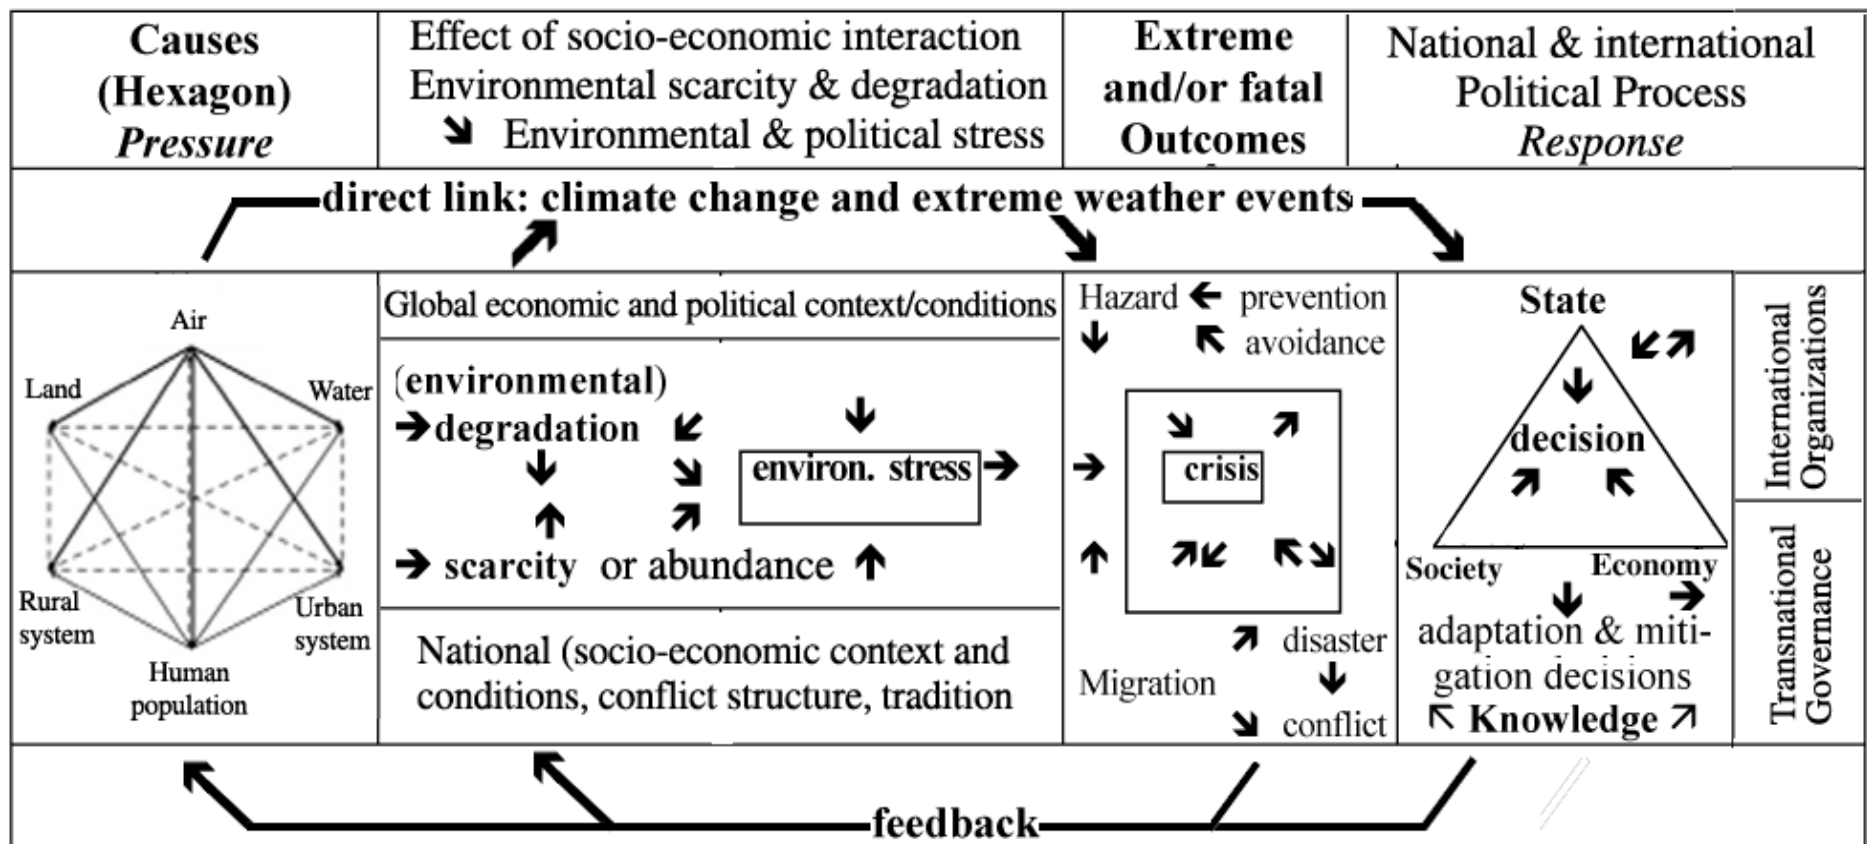 Causes
(Hexagon)
Pressure
Effect of socio-economic interaction
Environmental scarcity & degradation
Environmental & political stress
Extreme
and/or fatal
Outcomes
National & international
Political Process
Response
direct link: climate change and extreme weather events
Air
Land
Water
Rural
system
Urban
system
Human
population
Global economic and political context/conditions
(environmental)
degradation
environ. stress
scarcity or abundance
National (socio-economic context and
conditions, conflict structure, tradition
Hazard prevention
avoidance
crisis
disaster
Migration
conflict
State
decision
Society Economy
adaptation & miti-
gation decisions
Knowledge
International
Organizations
Transnational
Governance
feedback